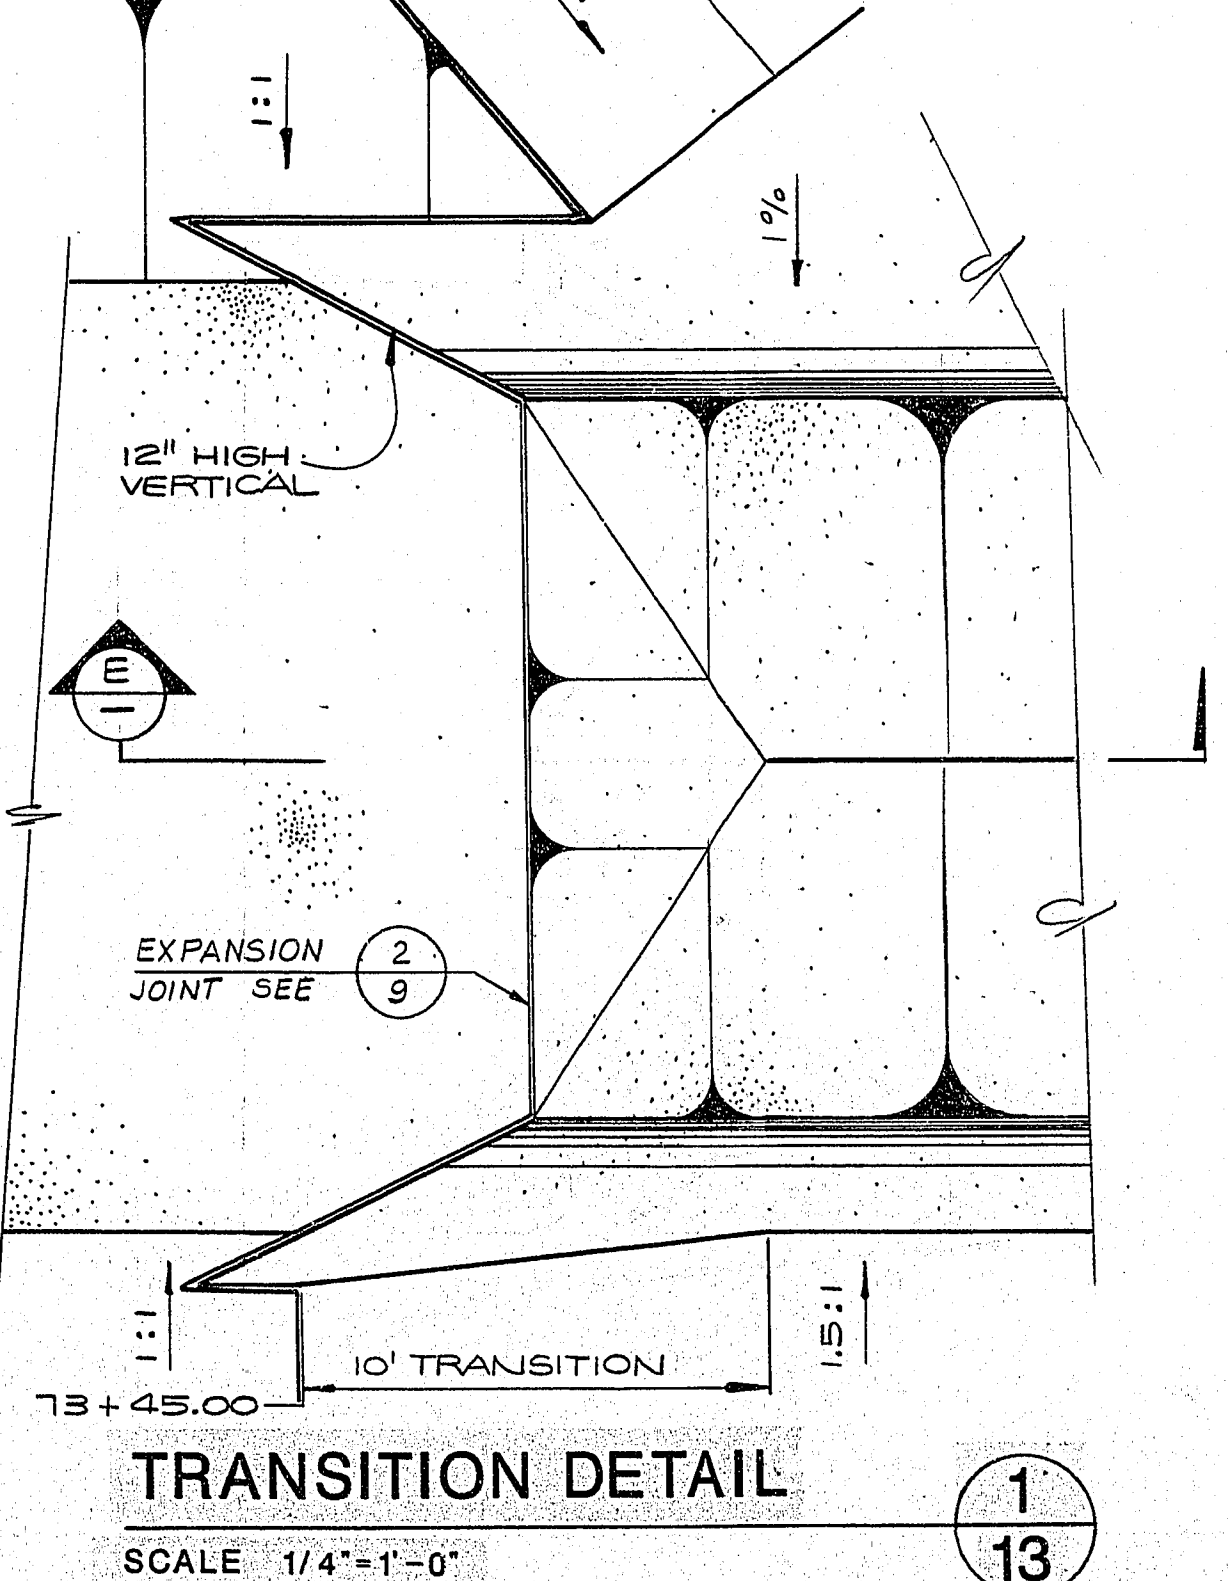 1:1
1%
12" HIGH
VERTICAL
E
EXPANSION
JOINT SEE
2
9
1:1
1.5:1
10' TRANSITION
73+45.00
TRANSITION DETAIL
1
13
SCALE 1/4"=1'-0"